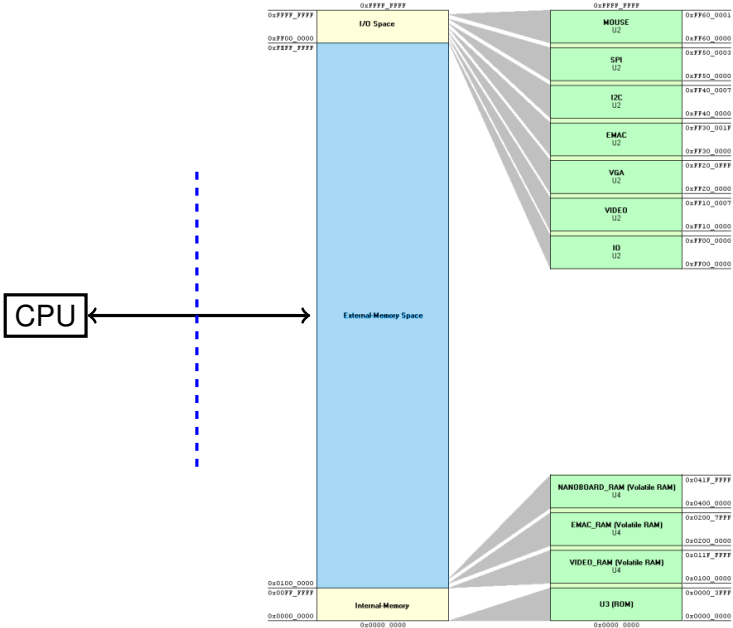 0xFFFF_FFFF
0xFFFF_FFFF
I/O Space
0xFF00_0000
0xFEFF_FFFF
CPU
External-Memory Space
0x0100_0000
0x00FF_FFFF
Internal-Memory
0x0000_0000
0x0000_0000
0xFFFF_FFFF
MOUSE
U2
0xFF60_0001
0xFF60_0000
SPI
U2
0xFF50_0003
0xFF50_0000
I2C
U2
0xFF40_0007
0xFF40_0000
EMAC
U2
0xFF30_001F
0xFF30_0000
VGA
U2
0xFF20_0FFF
0xFF20_0000
VIDEO
U2
0xFF10_0007
0xFF10_0000
IO
U2
0xFF00_0000
0xFF00_0000
NANOBOARD_RAM (Volatile RAM)
U4
0x041F_FFFF
0x0400_0000
EMAC_RAM (Volatile RAM)
U4
0x0200_7FFF
0x0200_0000
VIDEO_RAM (Volatile RAM)
U4
0x011F_FFFF
0x0100_0000
U3 (ROM)
0x0000_3FFF
0x0000_0000
0x0000_0000